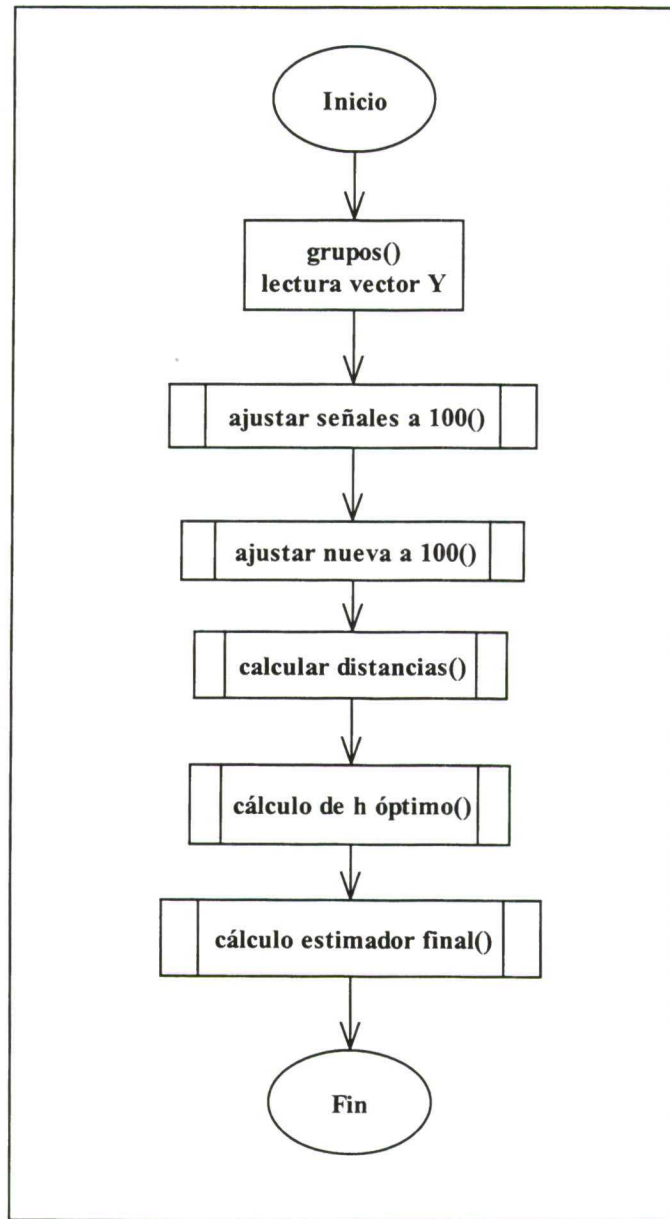 Inicio
grupos()
lectura vector Y
ajustar señales a 100()
ajustar nueva a 100()
calcular distancias()
cálculo de h óptimo()
cálculo estimador final()
Fin